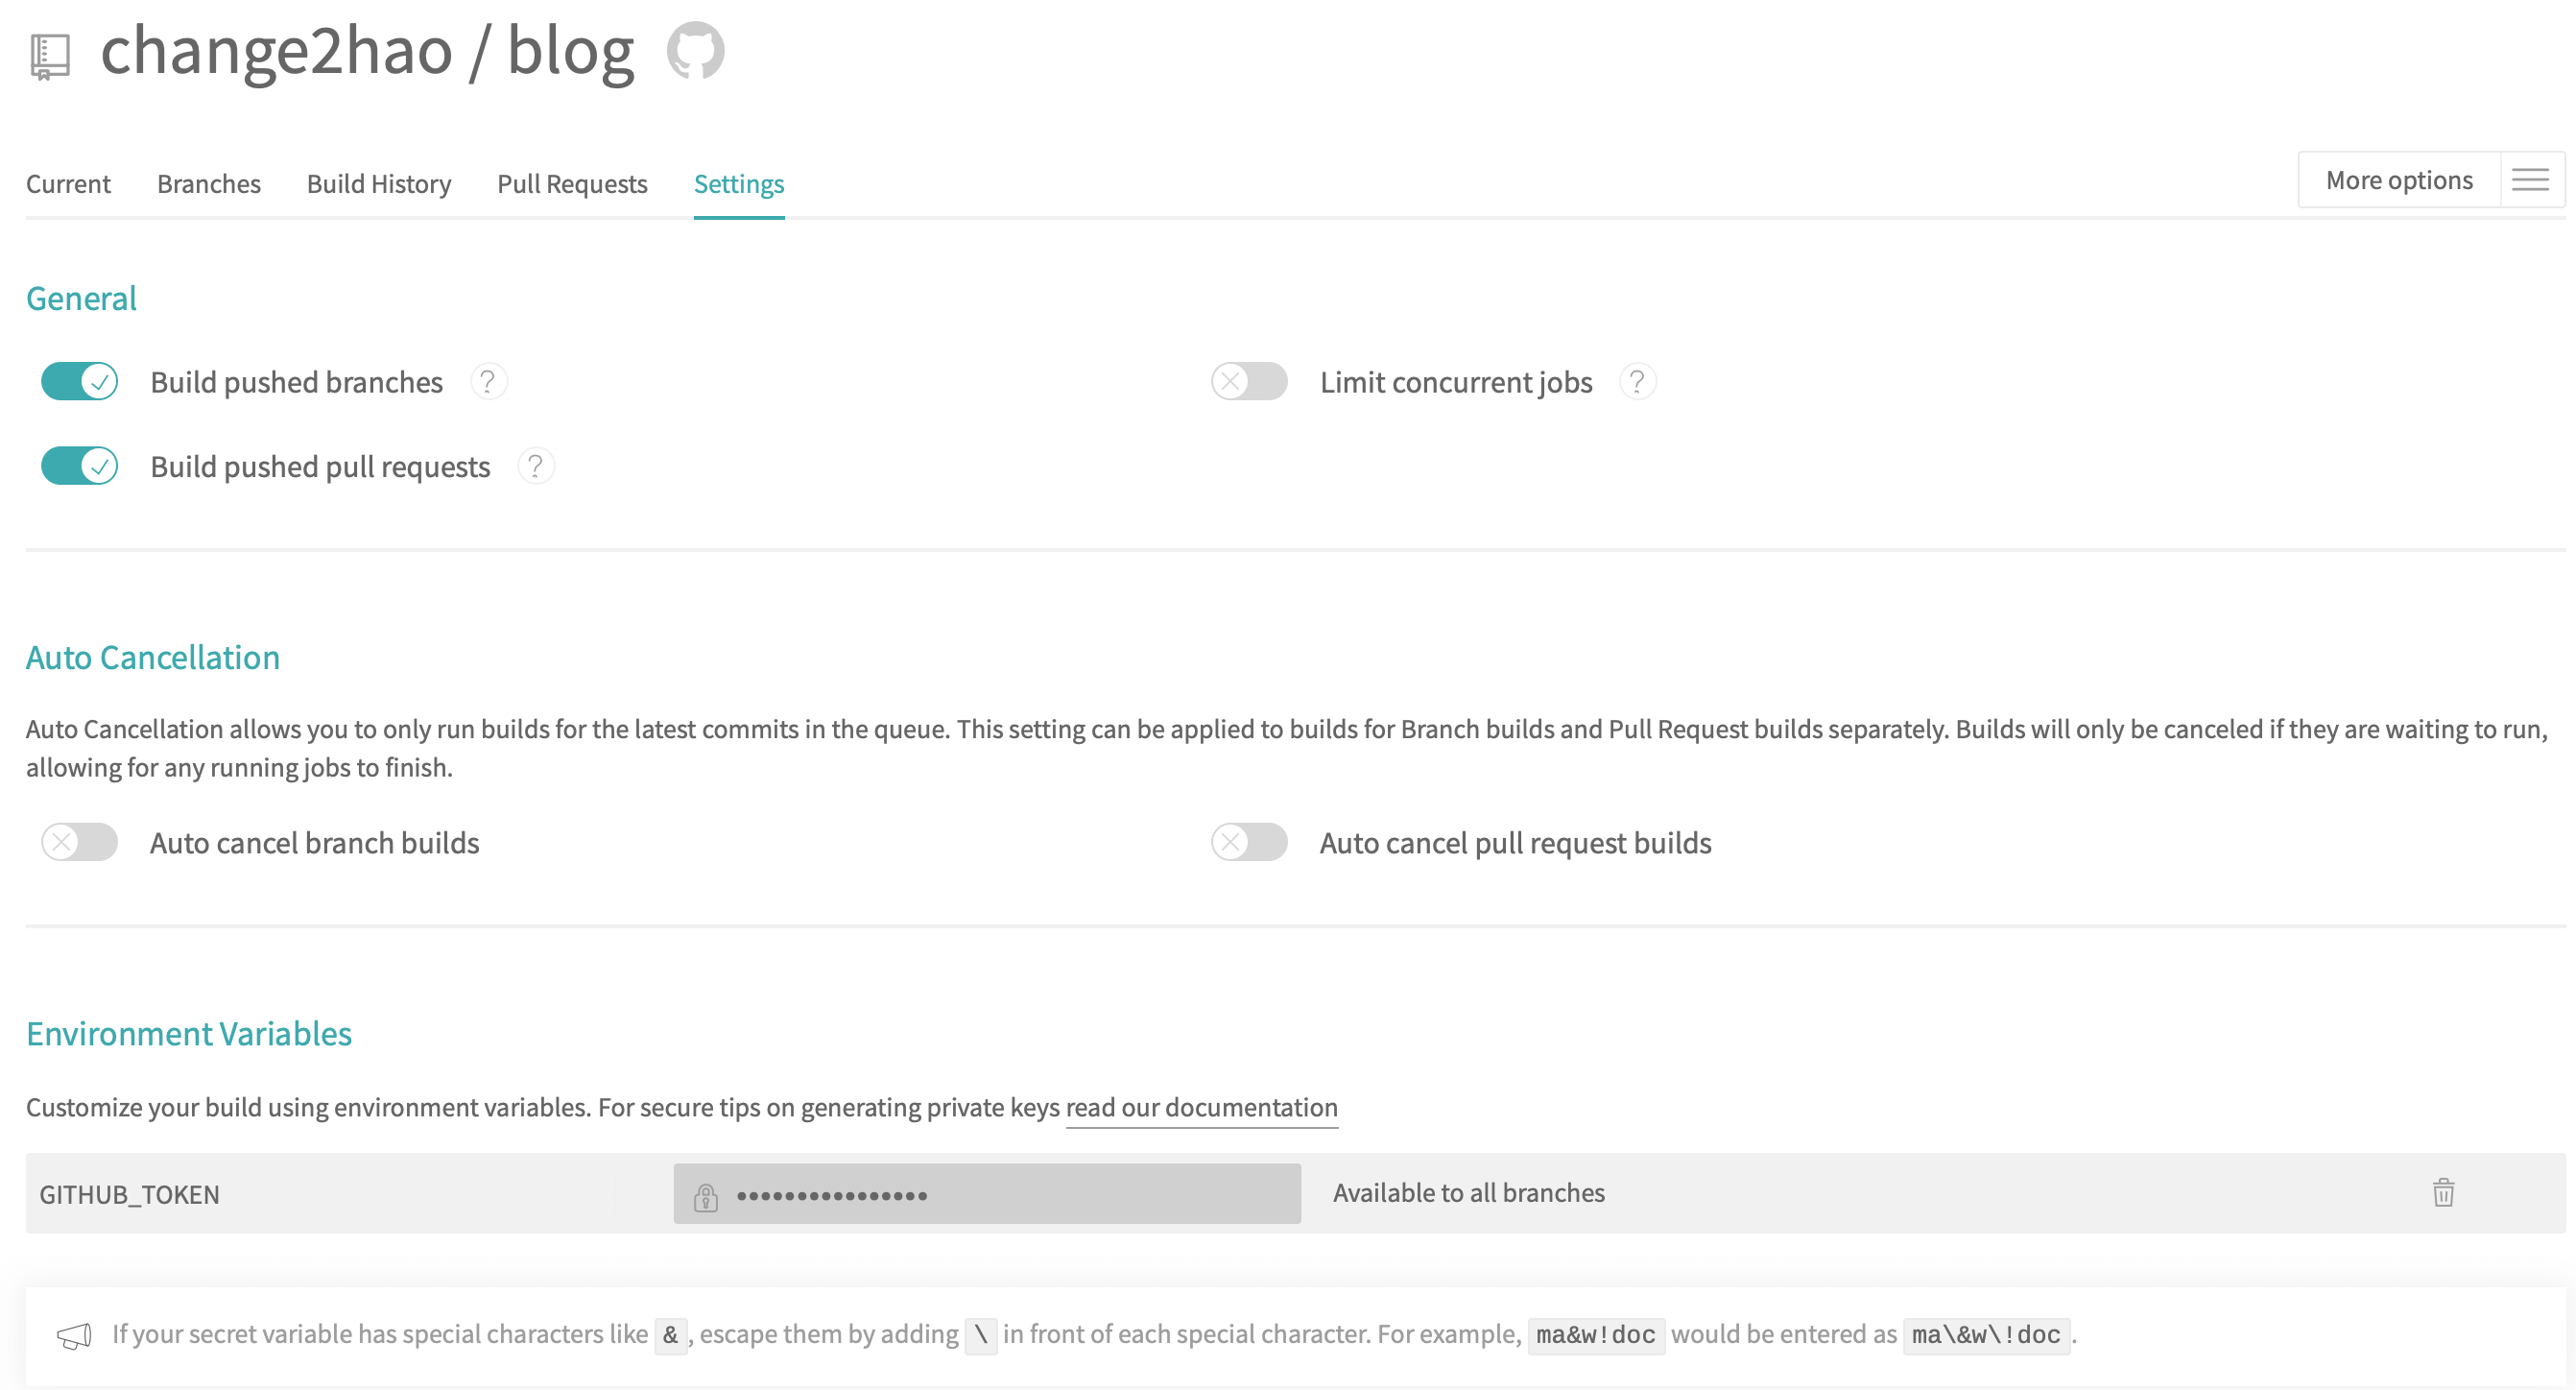 change2hao / blog
Current Branches Build History Pull Requests Settings More options
General
Build pushed branches ? Limit concurrent jobs ?
Build pushed pull requests ?
Auto Cancellation
Auto Cancellation allows you to only run builds for the latest commits in the queue. This setting can be applied to builds for Branch builds and Pull Request builds separately. Builds will only be canceled if they are waiting to run,
allowing for any running jobs to finish.
Auto cancel branch builds Auto cancel pull request builds
Environment Variables
Customize your build using environment variables. For secure tips on generating private keys read our documentation
GITHUB_TOKEN •••••••••••••••• Available to all branches
If your secret variable has special characters like &, escape them by adding \ in front of each special character. For example, ma&w!doc would be entered as ma\&w\!doc.